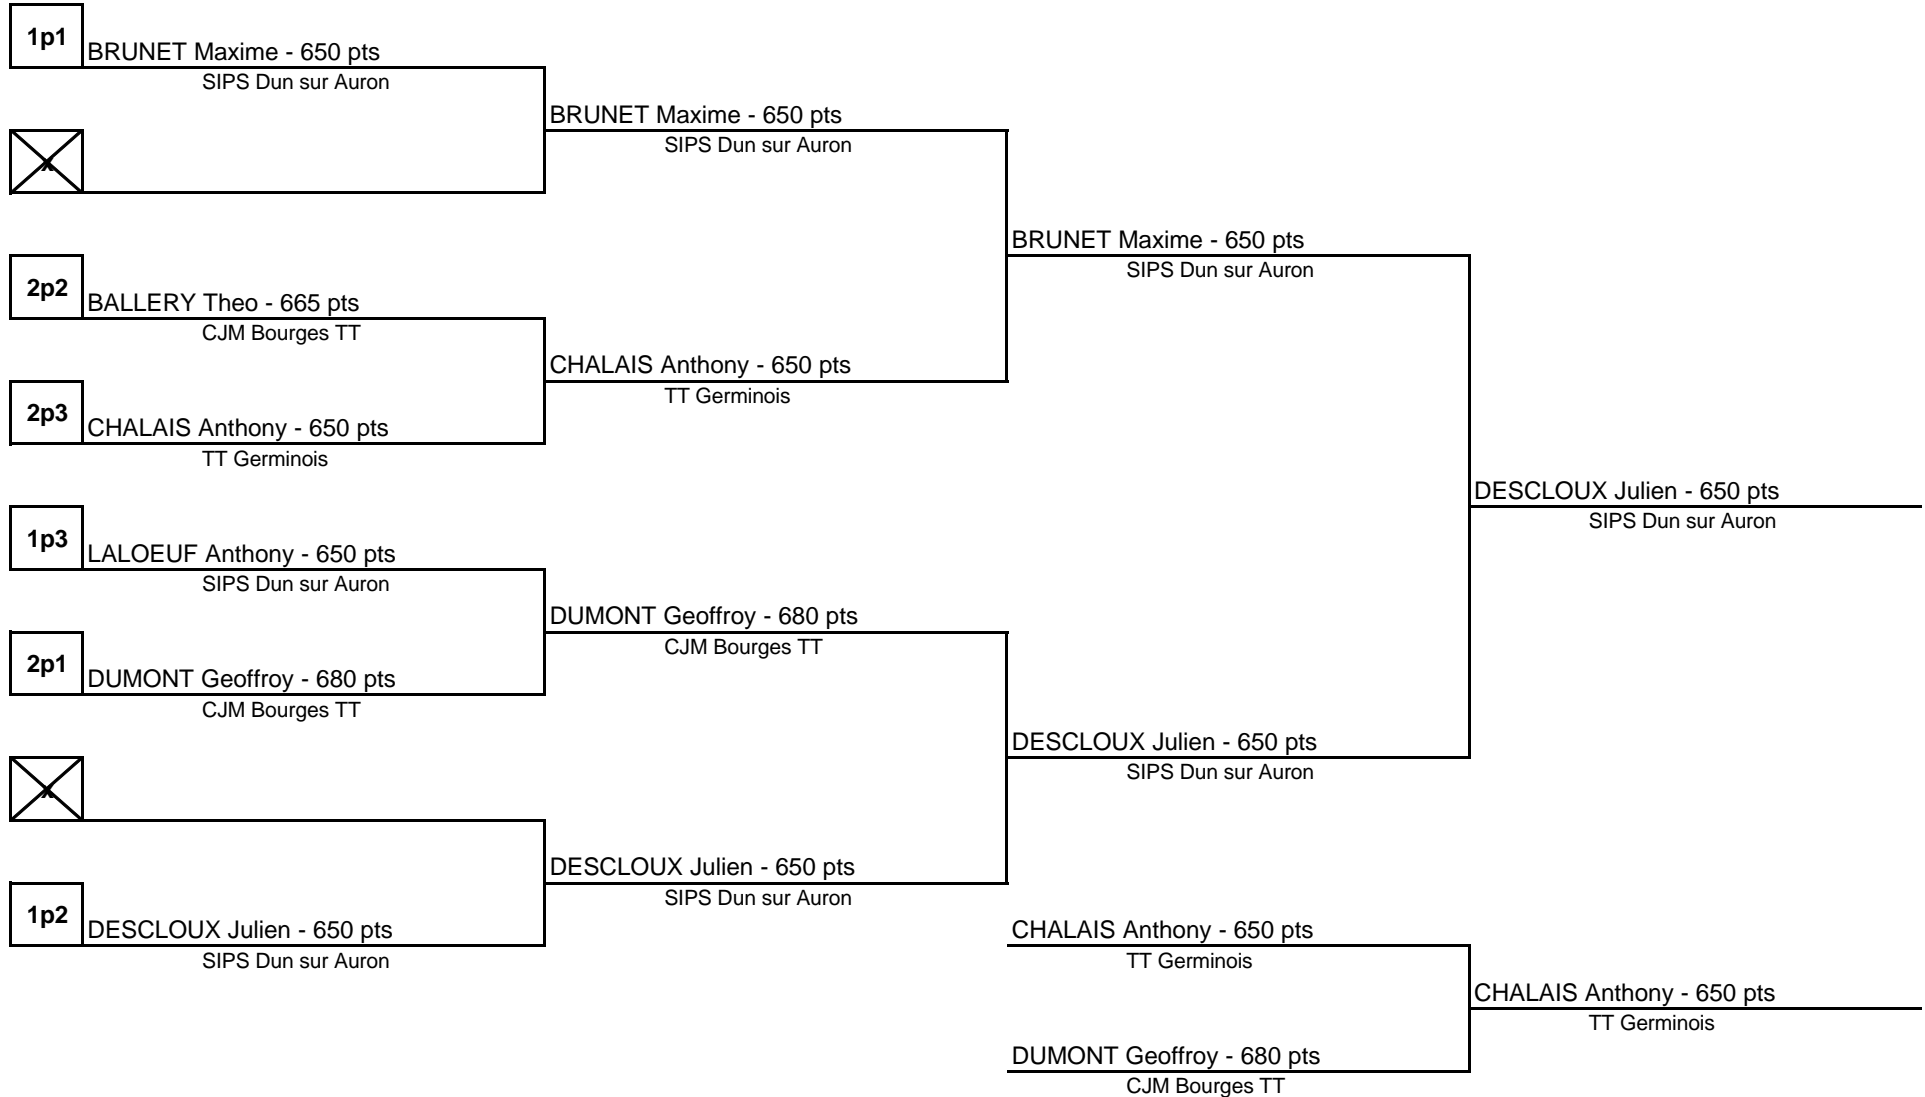 1p1
BRUNET Maxime - 650 pts
SIPS Dun sur Auron
BRUNET Maxime - 650 pts
SIPS Dun sur Auron
x
BRUNET Maxime - 650 pts
SIPS Dun sur Auron
2p2
BALLERY Theo - 665 pts
CJM Bourges TT
CHALAIS Anthony - 650 pts
TT Germinois
2p3
CHALAIS Anthony - 650 pts
TT Germinois
DESCLOUX Julien - 650 pts
SIPS Dun sur Auron
1p3
LALOEUF Anthony - 650 pts
SIPS Dun sur Auron
DUMONT Geoffroy - 680 pts
CJM Bourges TT
2p1
DUMONT Geoffroy - 680 pts
CJM Bourges TT
DESCLOUX Julien - 650 pts
SIPS Dun sur Auron
x
DESCLOUX Julien - 650 pts
SIPS Dun sur Auron
1p2
DESCLOUX Julien - 650 pts
SIPS Dun sur Auron
CHALAIS Anthony - 650 pts
TT Germinois
CHALAIS Anthony - 650 pts
TT Germinois
DUMONT Geoffroy - 680 pts
CJM Bourges TT